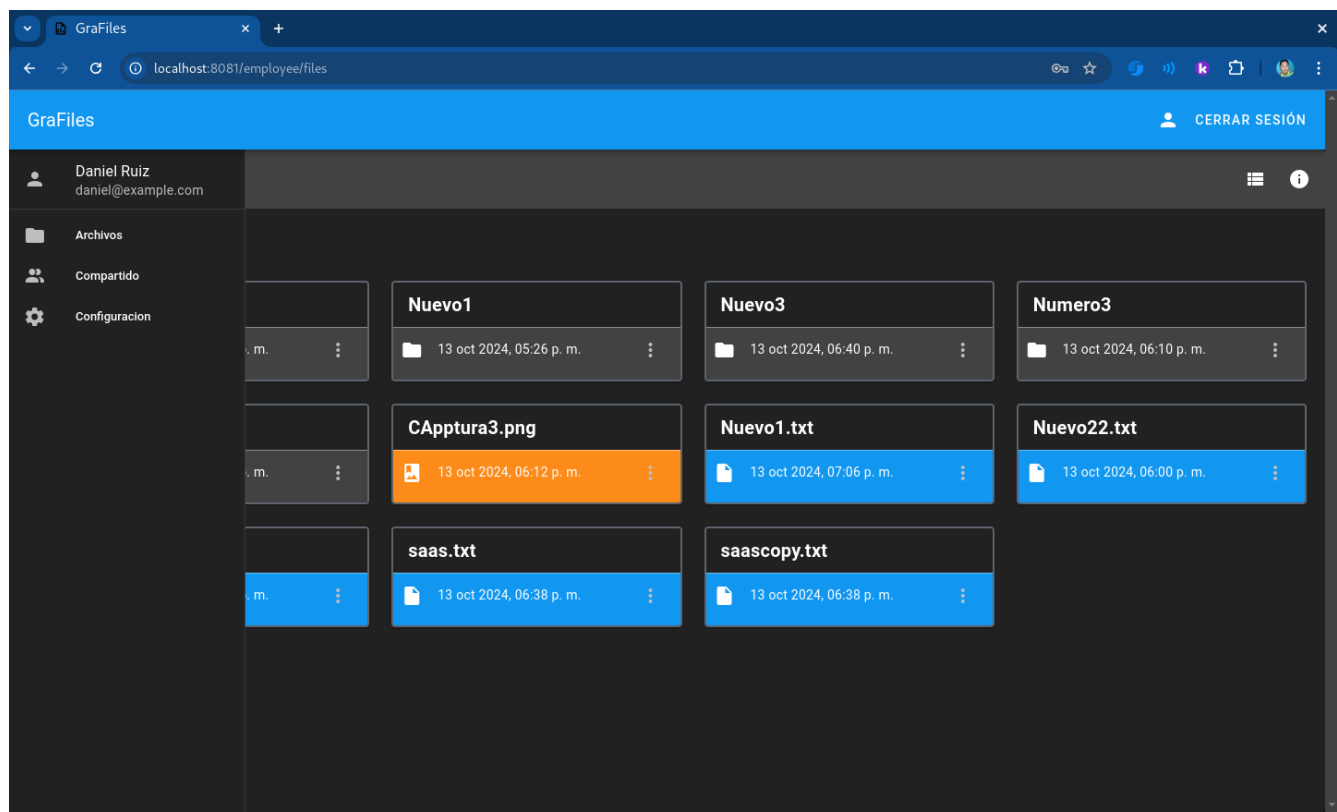 GraFiles
localhost:8081/employee/files
GraFiles
CERRAR SESIÓN
Daniel Ruiz
daniel@example.com
Archivos
Compartido
Configuracion
Nuevo1
Nuevo3
Numero3
. m.
13 oct 2024, 05:26 p. m.
13 oct 2024, 06:40 p. m.
13 oct 2024, 06:10 p. m.
CApptura3.png
Nuevo1.txt
Nuevo22.txt
. m.
13 oct 2024, 06:12 p. m.
13 oct 2024, 07:06 p. m.
13 oct 2024, 06:00 p. m.
saas.txt
saascopy.txt
. m.
13 oct 2024, 06:38 p. m.
13 oct 2024, 06:38 p. m.